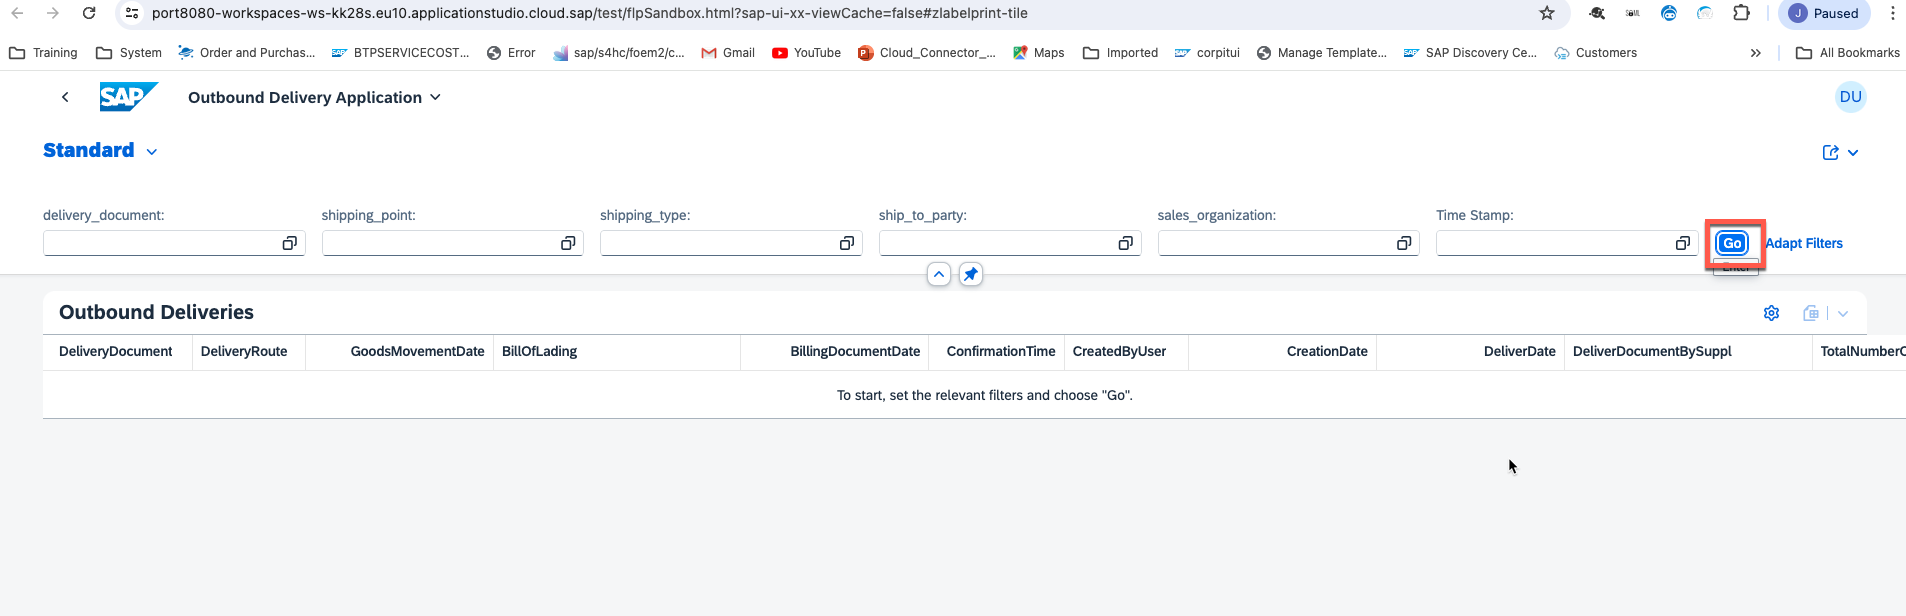 port8080-workspaces-ws-kk28s.eu10.applicationstudio.cloud.sap/test/flpSandbox.html?sap-ui-xx-viewCache=false#zlabelprint-tile
J Paused
Training System Order and Purchas... SAP BTPSERVICECOST... Error sap/s4hc/foem2/c... Gmail YouTube Cloud_Connector_... Maps Imported SAP corpitui Manage Template... SAP SAP Discovery Ce... Customers » All Bookmarks
SAP Outbound Delivery Application DU
Standard
delivery_document: shipping_point: shipping_type: ship_to_party: sales_organization: Time Stamp:
Go Adapt Filters
Enter
Outbound Deliveries
DeliveryDocument DeliveryRoute GoodsMovementDate BillOfLading BillingDocumentDate ConfirmationTime CreatedByUser CreationDate DeliverDate DeliverDocumentBySuppl TotalNumberO
To start, set the relevant filters and choose "Go".